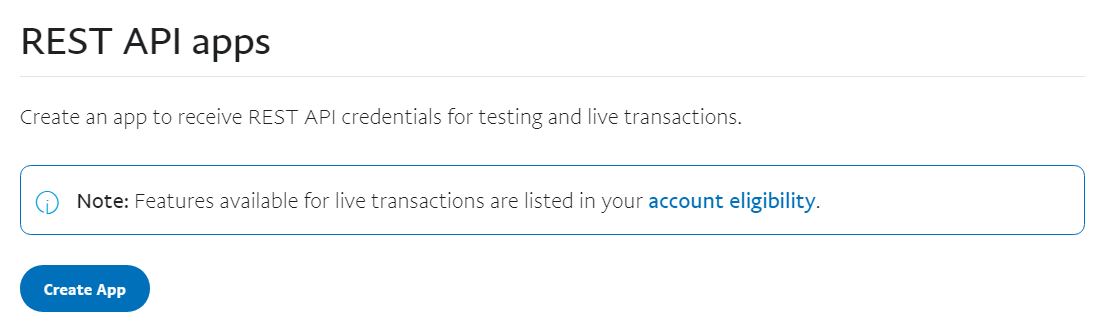 REST API apps
Create an app to receive REST API credentials for testing and live transactions.
Note: Features available for live transactions are listed in your account eligibility.
Create App